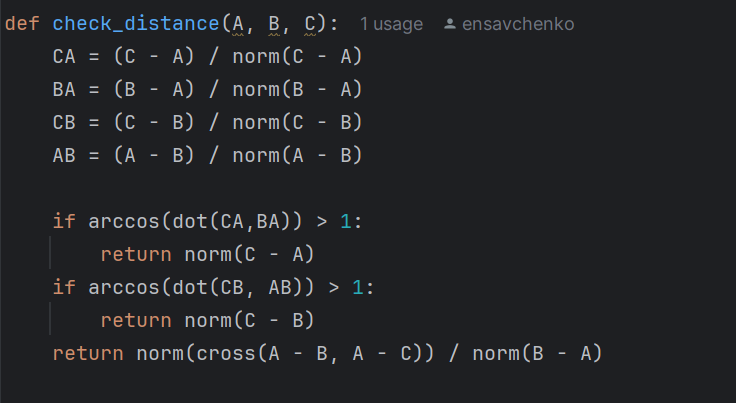 def check_distance(A, B, C): 1 usage ensavchenko
    CA = (C - A) / norm(C - A)
    BA = (B - A) / norm(B - A)
    CB = (C - B) / norm(C - B)
    AB = (A - B) / norm(A - B)

    if arccos(dot(CA,BA)) > 1:
        return norm(C - A)
    if arccos(dot(CB, AB)) > 1:
        return norm(C - B)
    return norm(cross(A - B, A - C)) / norm(B - A)